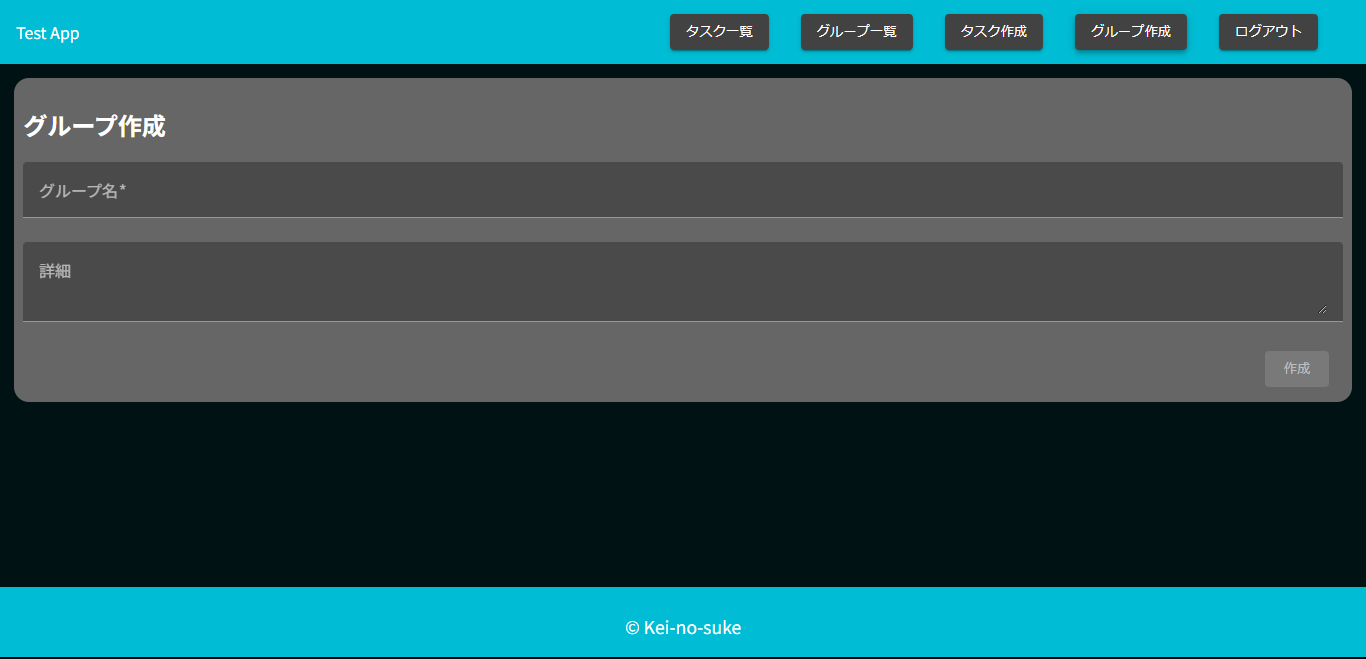 Test App
タスク一覧
グループ一覧
タスク作成
グループ作成
ログアウト
グループ作成
グループ名*
詳細
作成
© Kei-no-suke